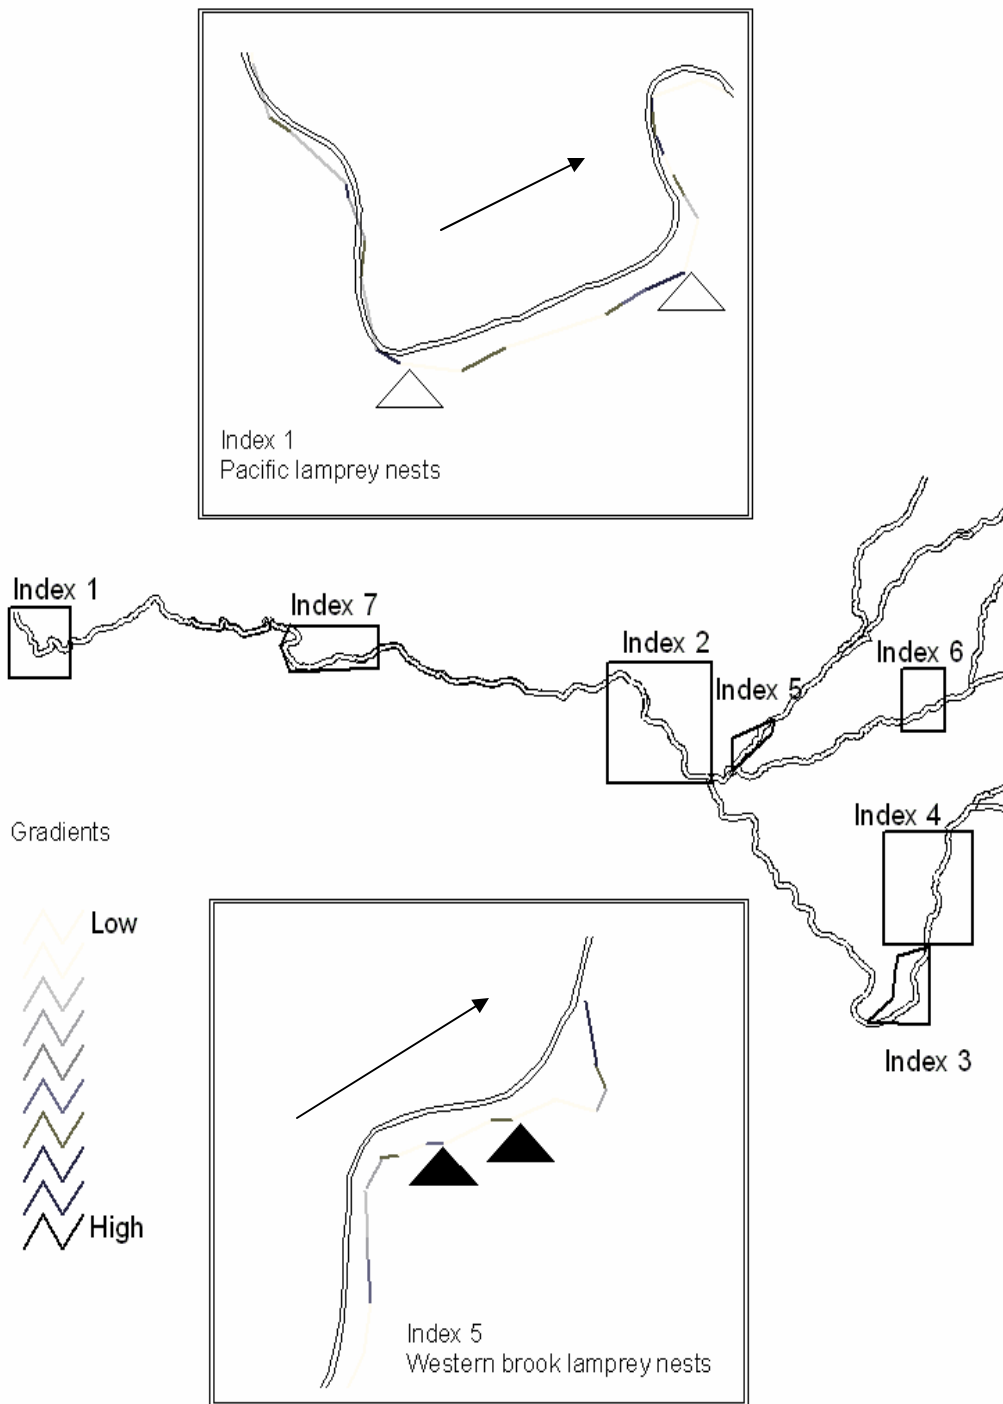 Index 1
Pacific lamprey nests
Index 1
Index 7
Index 2
Index 5
Index 6
Index 4
Index 3
Gradients
Low
High
Index 5
Western brook lamprey nests